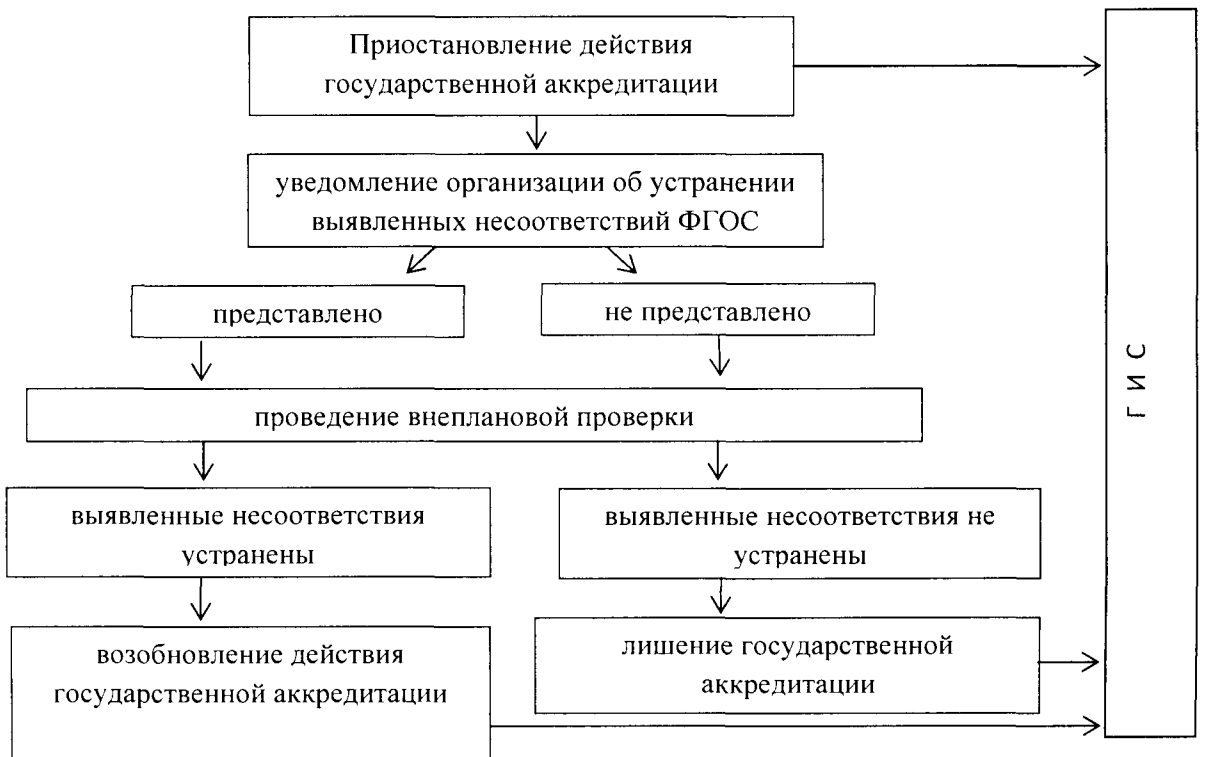 Приостановление действия
государственной аккредитации
уведомление организации об устранении
выявленных несоответствий ФГОС
представлено
не представлено
проведение внеплановой проверки
выявленные несоответствия
устранены
выявленные несоответствия не
устранены
возобновление действия
государственной аккредитации
лишение государственной
аккредитации
Г И С